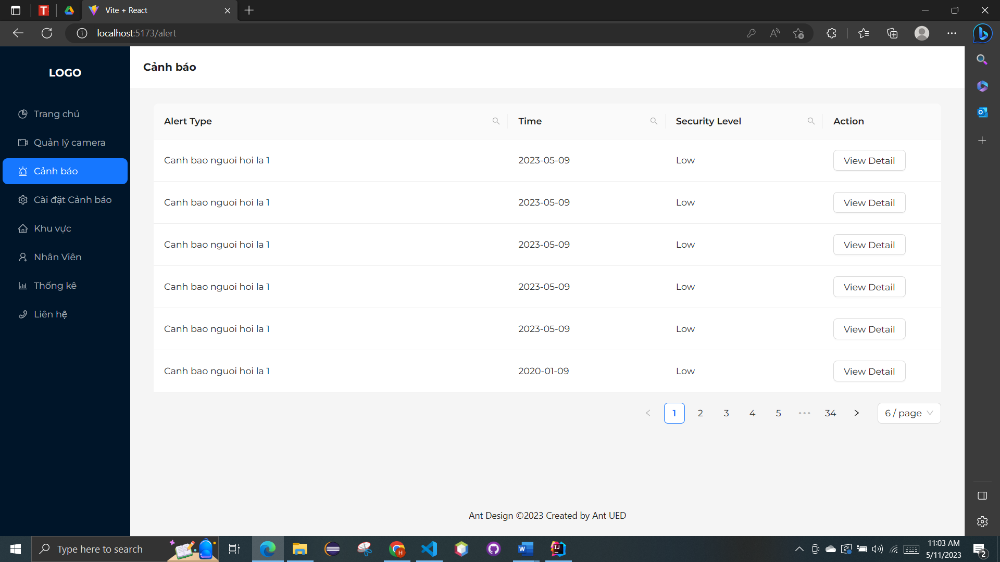 Vite + React
localhost:5173/alert
LOGO
Trang chủ
Quản lý camera
Cảnh báo
Cài đặt Cảnh báo
Khu vực
Nhân Viên
Thống kê
Liên hệ
Cảnh báo
Alert Type Time Security Level Action
Canh bao nguoi hoi la 1 2023-05-09 Low View Detail
Canh bao nguoi hoi la 1 2023-05-09 Low View Detail
Canh bao nguoi hoi la 1 2023-05-09 Low View Detail
Canh bao nguoi hoi la 1 2023-05-09 Low View Detail
Canh bao nguoi hoi la 1 2023-05-09 Low View Detail
Canh bao nguoi hoi la 1 2020-01-09 Low View Detail
< 1 2 3 4 5 ••• 34 > 6 / page
Ant Design ©2023 Created by Ant UED
Type here to search
11:03 AM
5/11/2023
2